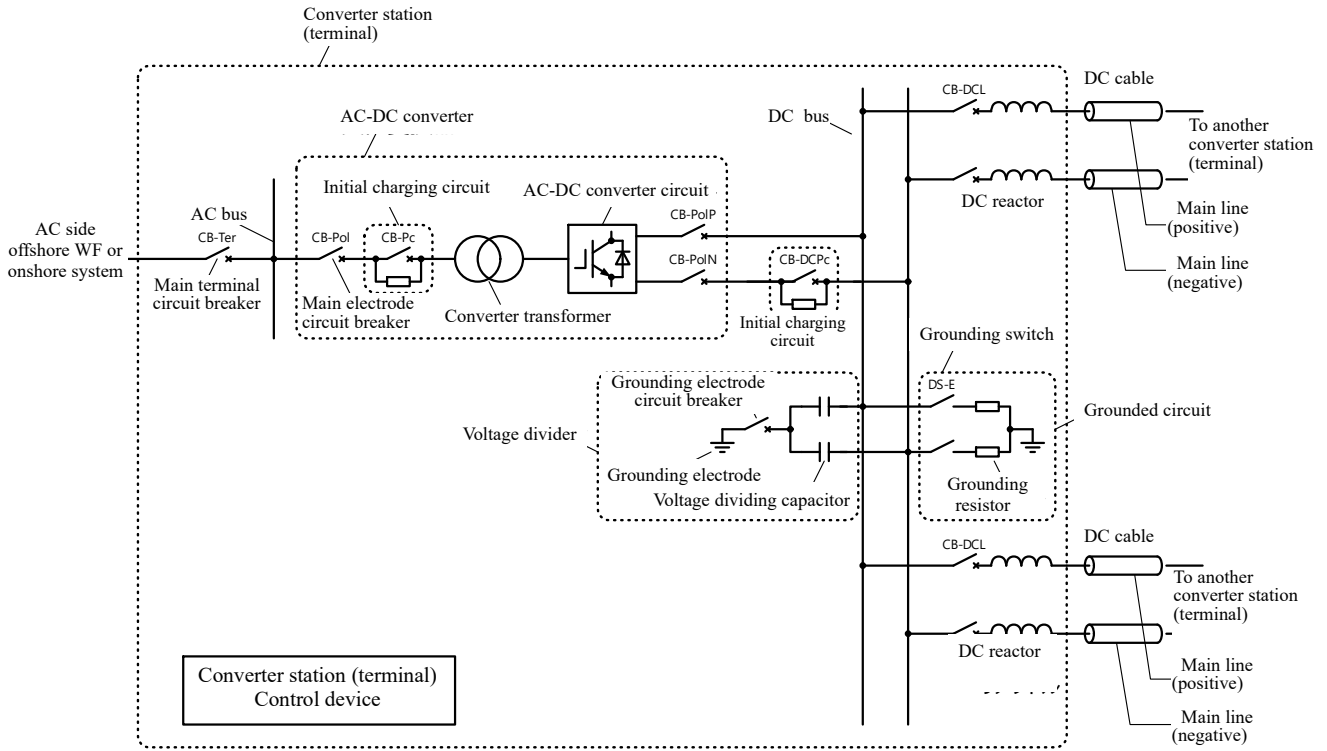 Converter station
(terminal)
AC-DC converter
DC bus
CB-DCL
DC cable
To another
converter station
(terminal)
Initial charging circuit
AC-DC converter circuit
DC reactor
AC side
offshore WF or
onshore system
AC bus
CB-Ter
CB-Pol
CB-Pc
CB-PolP
CB-PolN
CB-DCPc
Main line
(positive)
Main line
(negative)
Main terminal
circuit breaker
Main electrode
circuit breaker
Converter transformer
Initial charging
circuit
Grounding switch
Grounding electrode
circuit breaker
DS-E
Grounded circuit
Voltage divider
Grounding electrode
Voltage dividing capacitor
Grounding
resistor
CB-DCL
DC cable
To another
converter station
(terminal)
DC reactor
Main line
(positive)
Main line
(negative)
Converter station (terminal)
Control device